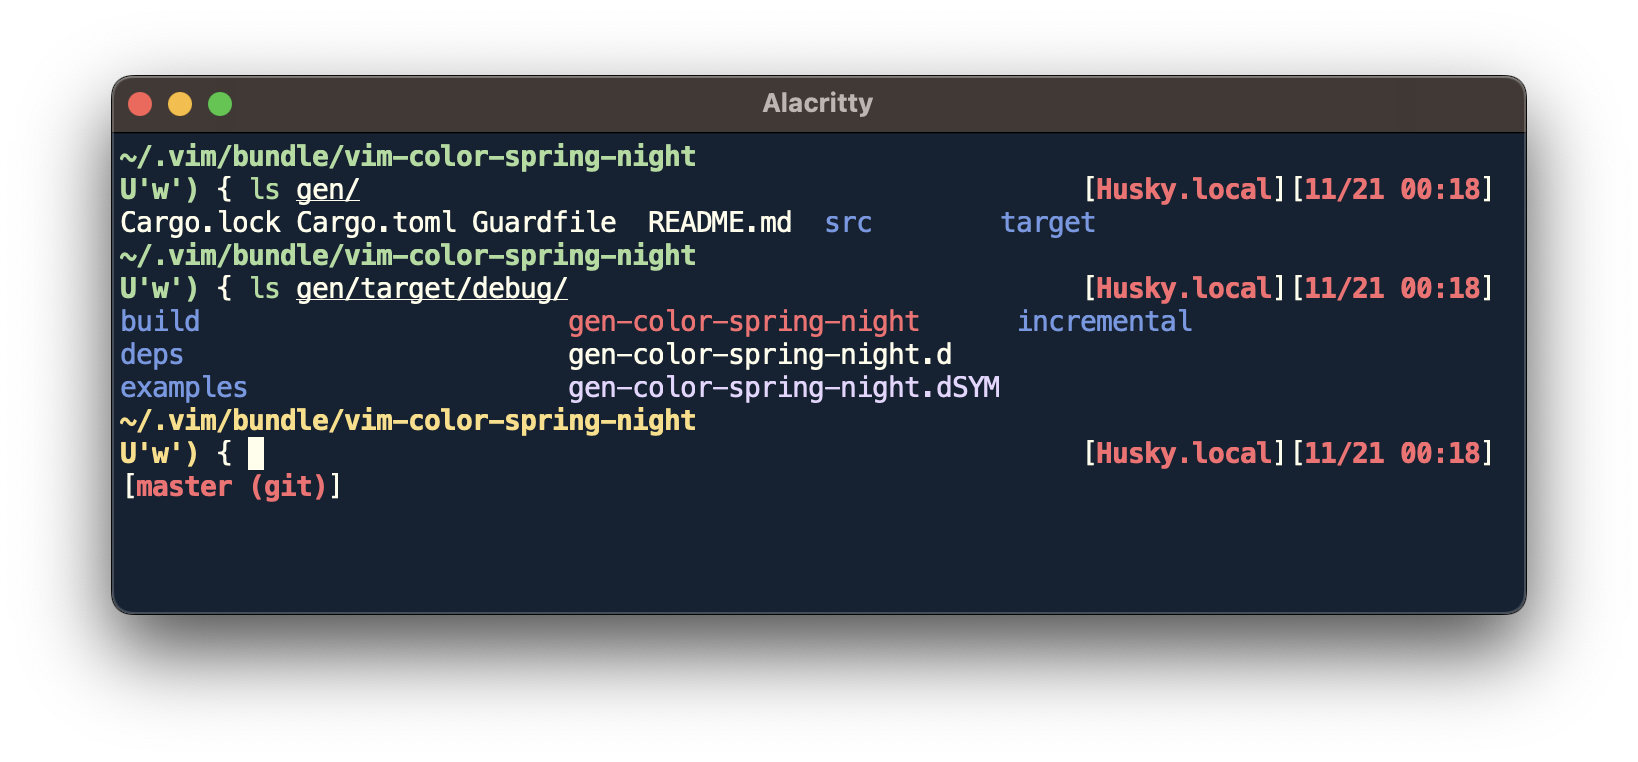 Alacritty
~/.vim/bundle/vim-color-spring-night
U'w') { ls gen/ [Husky.local][11/21 00:18]
Cargo.lock Cargo.toml Guardfile README.md src target
~/.vim/bundle/vim-color-spring-night
U'w') { ls gen/target/debug/ [Husky.local][11/21 00:18]
build gen-color-spring-night incremental
deps gen-color-spring-night.d
examples gen-color-spring-night.dSYM
~/.vim/bundle/vim-color-spring-night
U'w') { [Husky.local][11/21 00:18]
[master (git)]